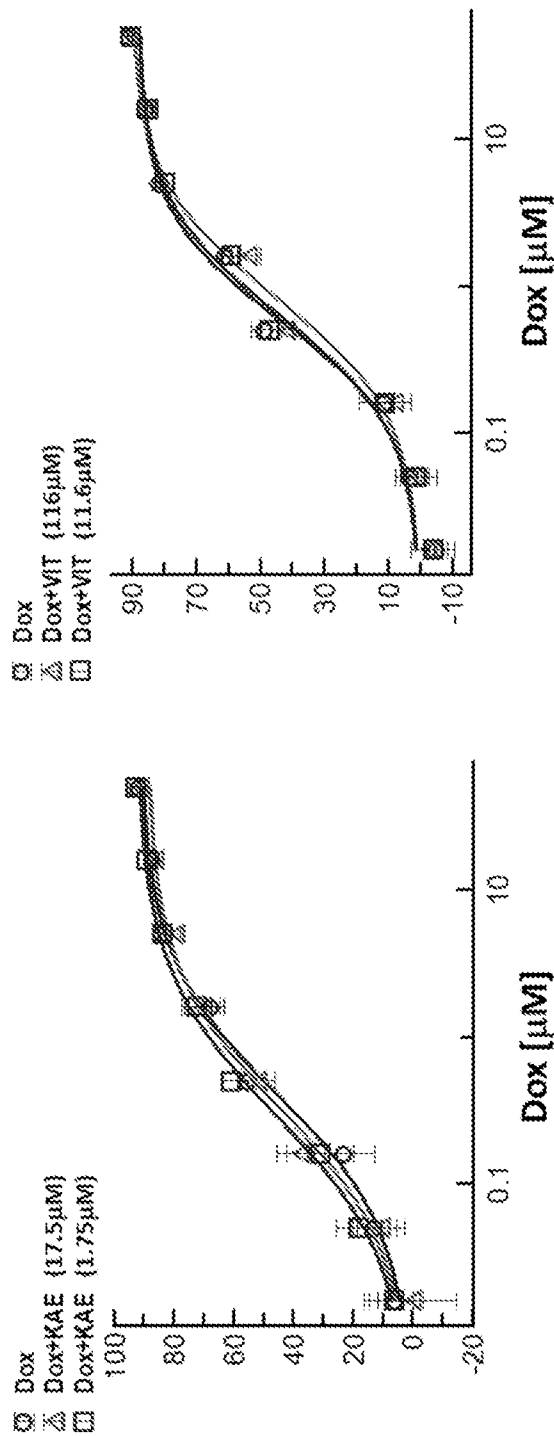 Dox
Dox+KAE (17.5µM)
Dox+KAE (1.75µM)
100
80
60
40
20
0
-20
0.1
10
Dox [µM]
Dox
Dox+VIT (116µM)
Dox+VIT (11.6µM)
90
70
50
30
10
-10
0.1
10
Dox [µM]